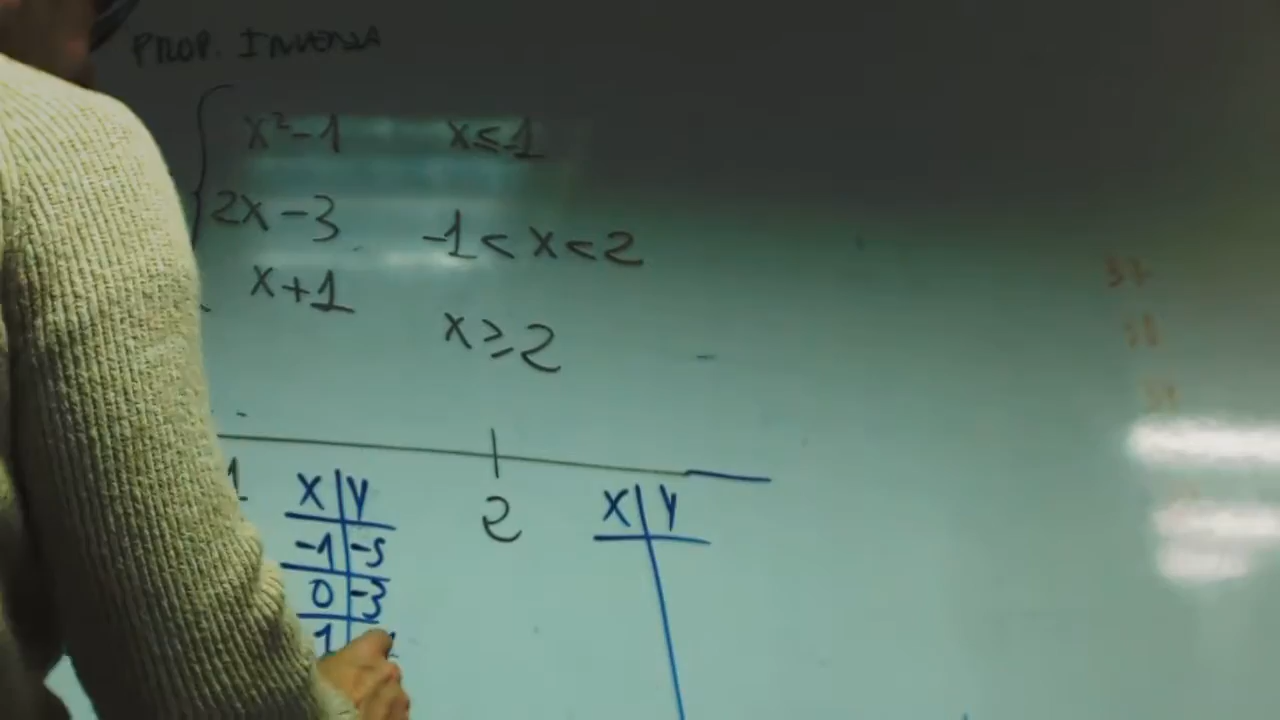 PROP. INVERSA
x²-1 x≤-1
2x-3 -1<x<2
x+1 x≥2
1 2
X Y
-1 -5
0 -3
1
X Y